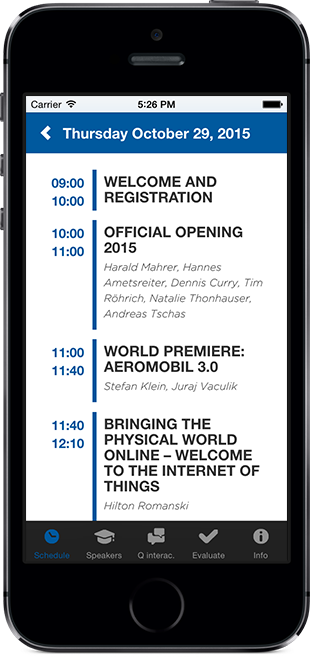 Carrier 5:26 PM
Thursday October 29, 2015
09:00
10:00
WELCOME AND
REGISTRATION
10:00
11:00
OFFICIAL OPENING
2015
Harald Mahrer, Hannes
Ametsreiter, Dennis Curry, Tim
Röhrich, Natalie Thonhauser,
Andreas Tschas
11:00
11:40
WORLD PREMIERE:
AEROMOBIL 3.0
Stefan Klein, Juraj Vaculik
11:40
12:10
BRINGING THE
PHYSICAL WORLD
ONLINE – WELCOME
TO THE INTERNET OF
THINGS
Hilton Romanski
Schedule Speakers Q interac. Evaluate Info